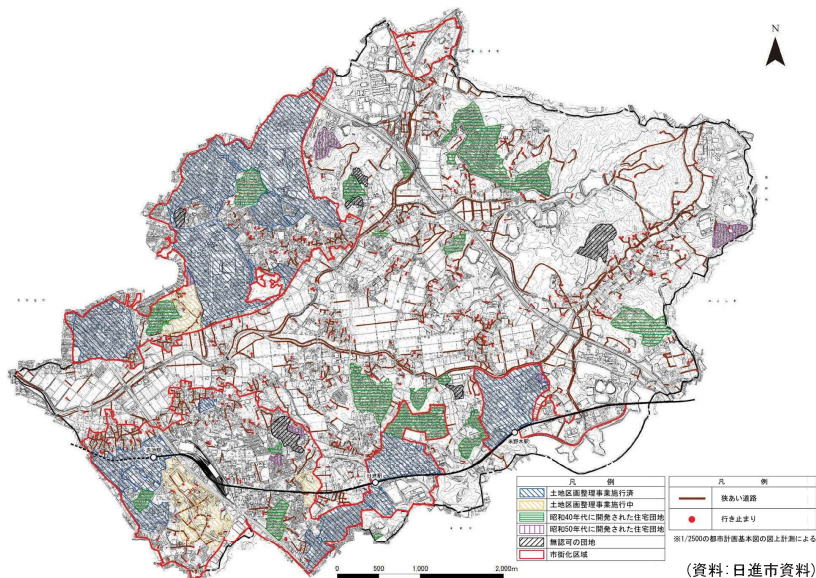 N
米野木駅
凡 例
土地区画整理事業施行済
土地区画整理事業施行中
昭和40年代に開発された住宅団地
昭和50年代に開発された住宅団地
無認可の団地
市街化区域
凡 例
狭あい道路
行き止まり
※1/2500の都市計画基本図の図上計測による
0 1,000 2,000m
(資料:日進市資料)